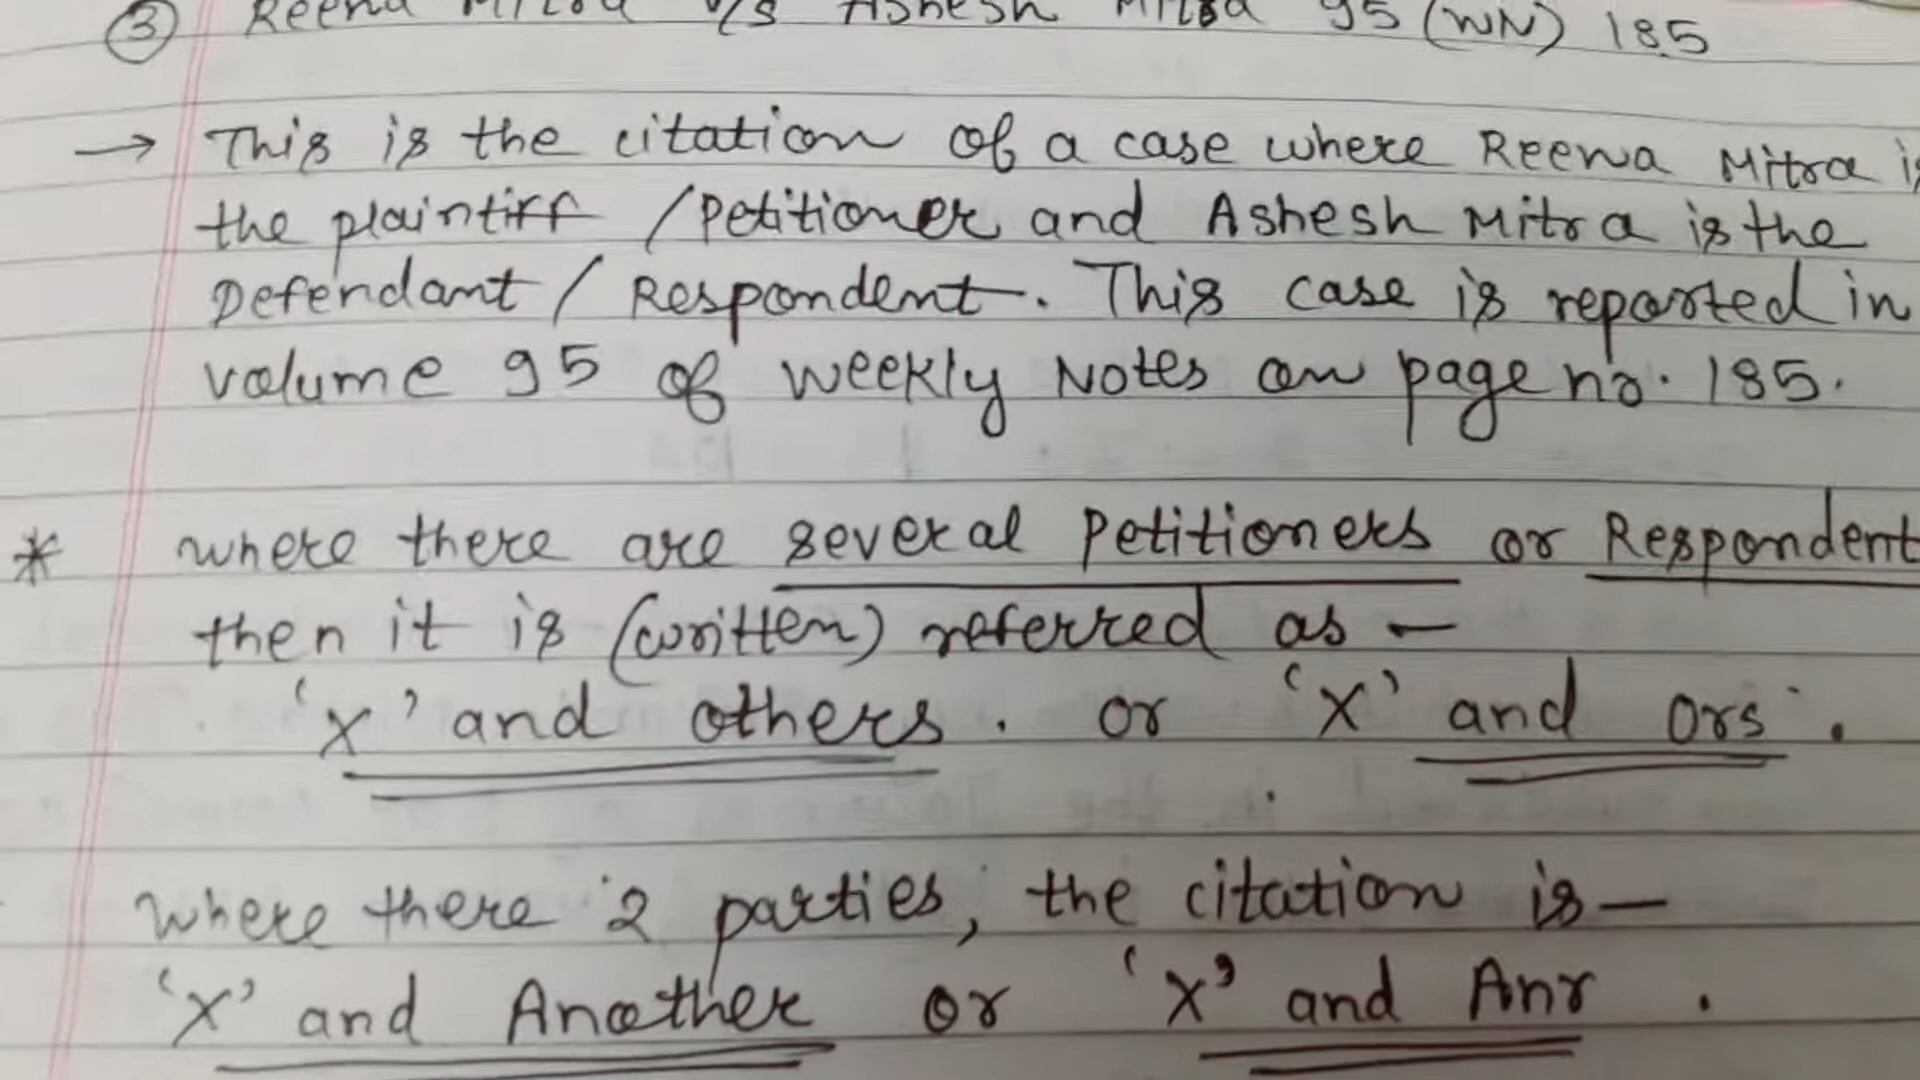 ③ Reena Mitra v/s Ashesh Mitra 95 (WN) 185
→ This is the citation of a case where Reena Mitra is
the plaintiff / Petitioner and Ashesh Mitra is the
Defendant / Respondent. This case is reported in
volume 95 of Weekly Notes on page no. 185.
* where there are several Petitioners or Respondent
then it is (written) referred as —
'X' and others. or 'X' and Ors.
where there 2 parties, the citation is —
'X' and Another or 'X' and Anr.